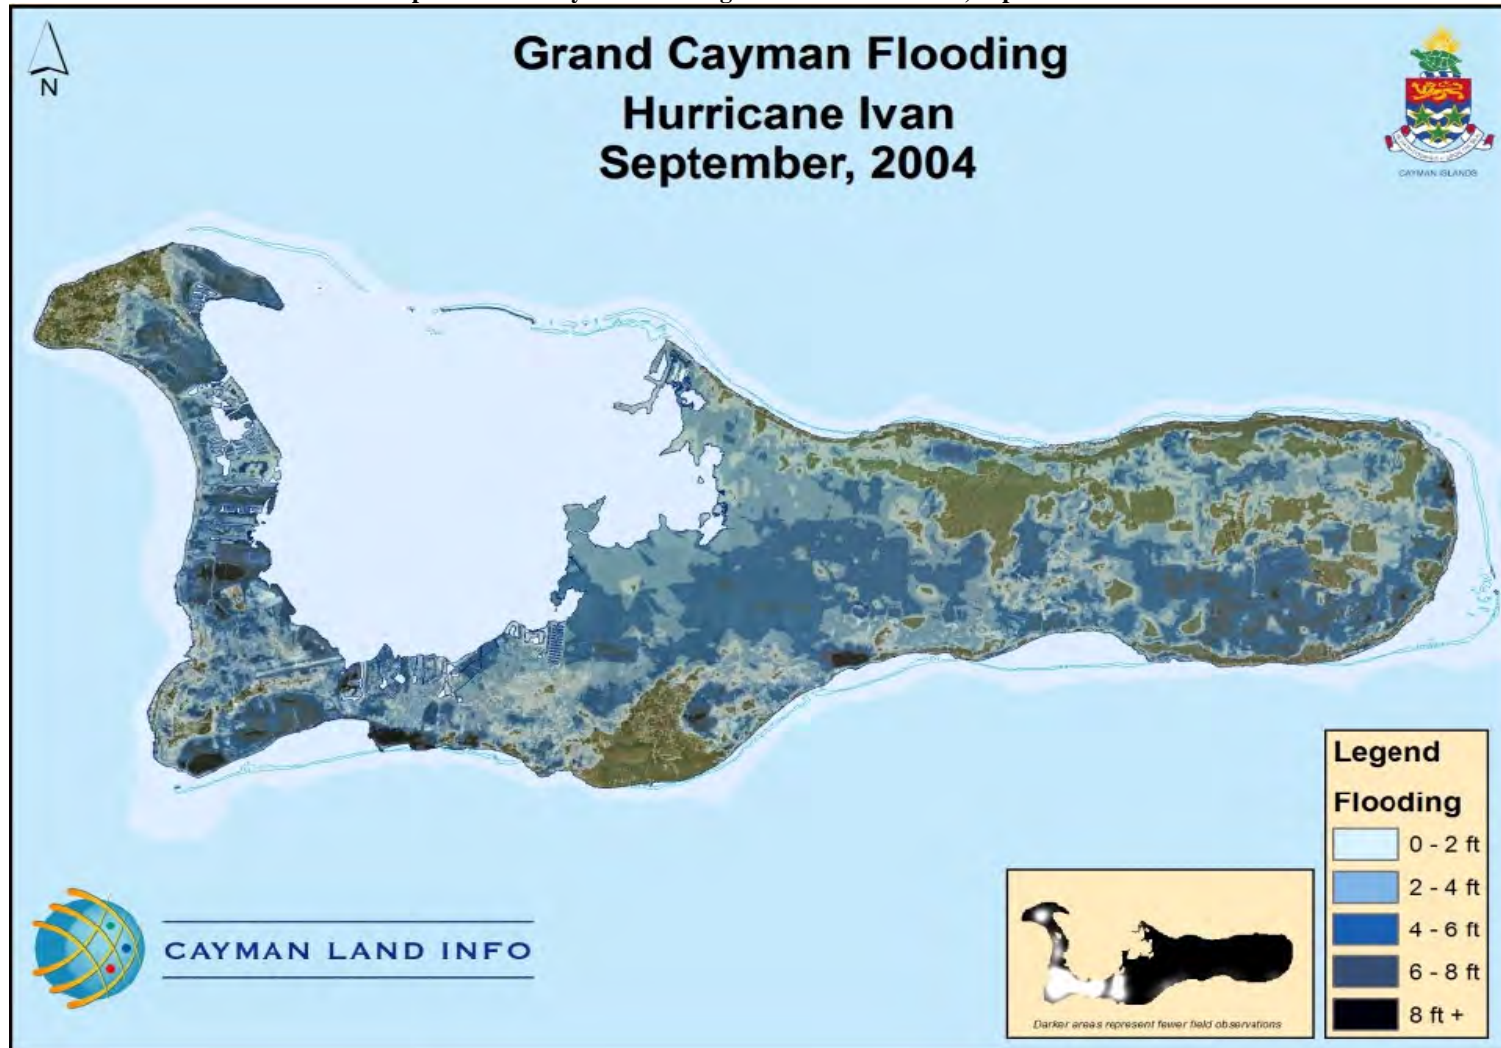 Grand Cayman Flooding
Hurricane Ivan
September, 2004
N
CAYMAN ISLANDS
Legend
Flooding
0 - 2 ft
2 - 4 ft
4 - 6 ft
6 - 8 ft
8 ft +
CAYMAN LAND INFO
Darker areas represent fewer field observations